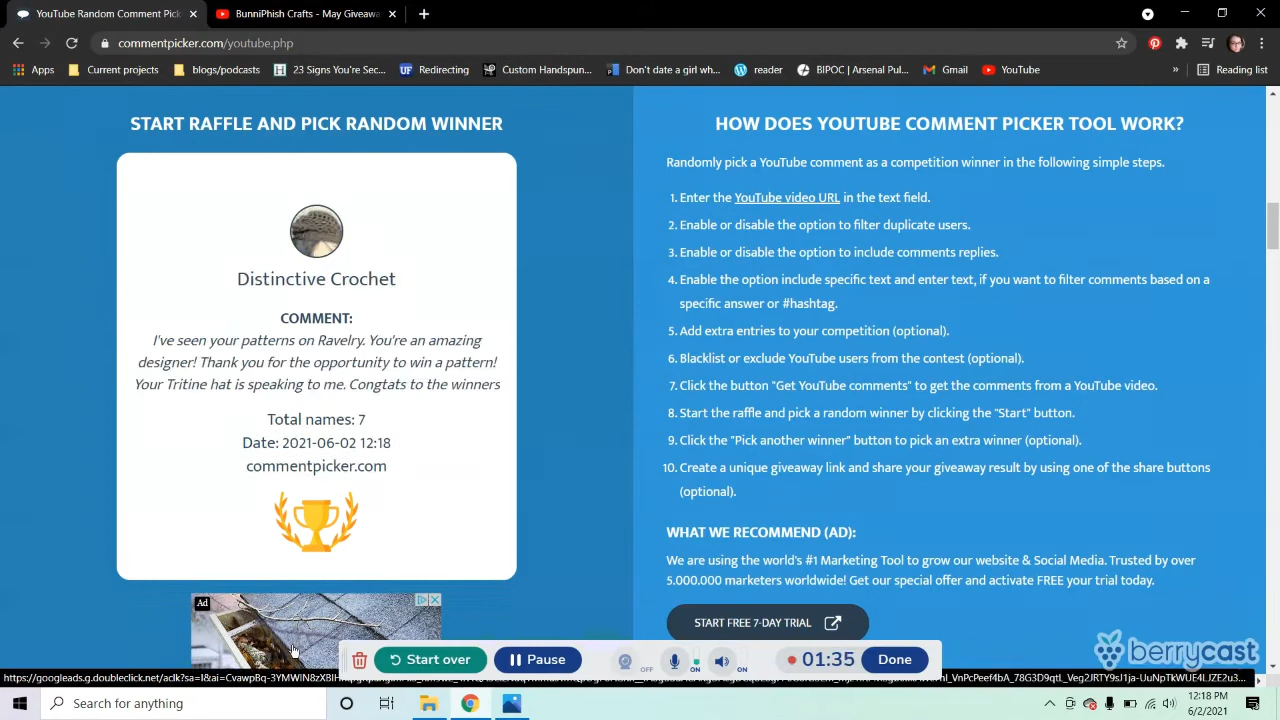 YouTube Random Comment Pick
BunniPhish Crafts - May Giveaw
commentpicker.com/youtube.php
Apps
Current projects
blogs/podcasts
23 Signs You're Sec...
Redirecting
Custom Handspun...
Don't date a girl wh...
reader
BIPOC | Arsenal Pul...
Gmail
YouTube
»
Reading list
START RAFFLE AND PICK RANDOM WINNER
Distinctive Crochet
COMMENT:
I've seen your patterns on Ravelry. You're an amazing
designer! Thank you for the opportunity to win a pattern!
Your Tritine hat is speaking to me. Congtats to the winners
Total names: 7
Date: 2021-06-02 12:18
commentpicker.com
Ad
HOW DOES YOUTUBE COMMENT PICKER TOOL WORK?
Randomly pick a YouTube comment as a competition winner in the following simple steps.
1. Enter the YouTube video URL in the text field.
2. Enable or disable the option to filter duplicate users.
3. Enable or disable the option to include comments replies.
4. Enable the option include specific text and enter text, if you want to filter comments based on a
specific answer or #hashtag.
5. Add extra entries to your competition (optional).
6. Blacklist or exclude YouTube users from the contest (optional).
7. Click the button "Get YouTube comments" to get the comments from a YouTube video.
8. Start the raffle and pick a random winner by clicking the "Start" button.
9. Click the "Pick another winner" button to pick an extra winner (optional).
10. Create a unique giveaway link and share your giveaway result by using one of the share buttons
(optional).
WHAT WE RECOMMEND (AD):
We are using the world's #1 Marketing Tool to grow our website & Social Media. Trusted by over
5.000.000 marketers worldwide! Get our special offer and activate FREE your trial today.
START FREE 7-DAY TRIAL
Start over
Pause
OFF
ON
ON
01:35
Done
berrycast
Type here to search for anything
12:18 PM
6/2/2021